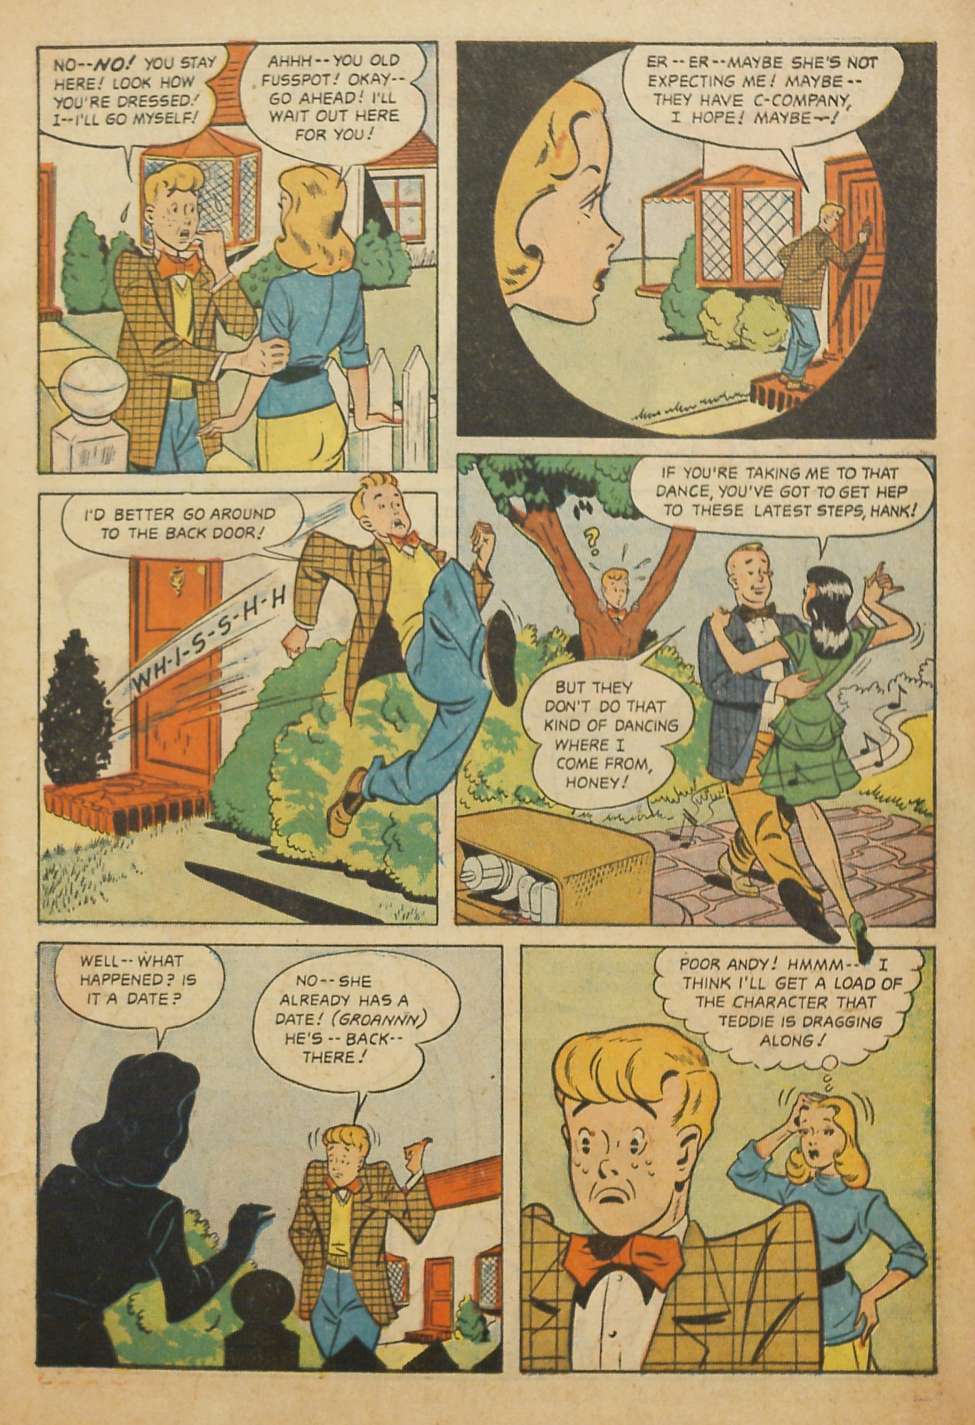 NO--NO! YOU STAY
HERE! LOOK HOW
YOU'RE DRESSED!
I--I'LL GO MYSELF!
AHHH--YOU OLD
FUSSPOT! OKAY--
GO AHEAD! I'LL
WAIT OUT HERE
FOR YOU!
ER--ER--MAYBE SHE'S NOT
EXPECTING ME! MAYBE--
THEY HAVE C-COMPANY,
I HOPE! MAYBE--!
I'D BETTER GO AROUND
TO THE BACK DOOR!
WH-I-S-S-H-H
IF YOU'RE TAKING ME TO THAT
DANCE, YOU'VE GOT TO GET HEP
TO THESE LATEST STEPS, HANK!
?
!
BUT THEY
DON'T DO THAT
KIND OF DANCING
WHERE I
COME FROM,
HONEY!
WELL--WHAT
HAPPENED? IS
IT A DATE?
NO--SHE
ALREADY HAS A
DATE! (GROANNN)
HE'S--BACK--
THERE!
POOR ANDY! HMMM--I
THINK I'LL GET A LOAD OF
THE CHARACTER THAT
TEDDIE IS DRAGGING
ALONG!